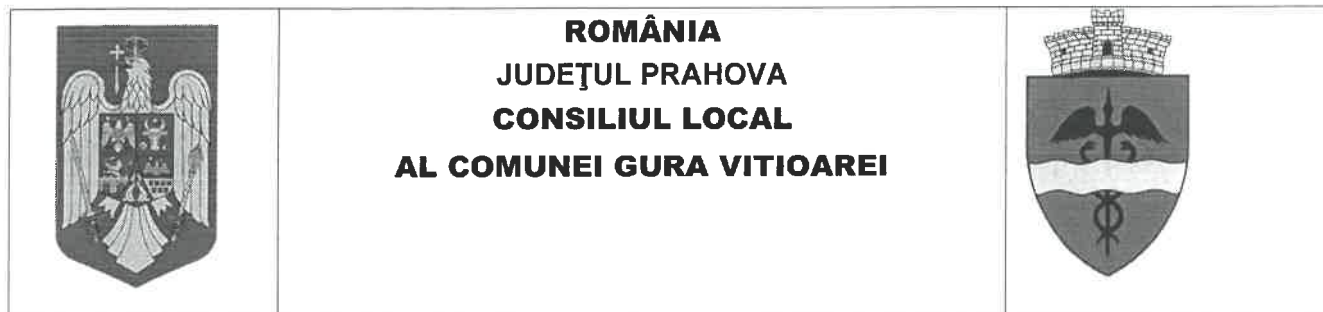 ROMÂNIA
JUDEŢUL PRAHOVA
CONSILIUL LOCAL
AL COMUNEI GURA VITIOAREI